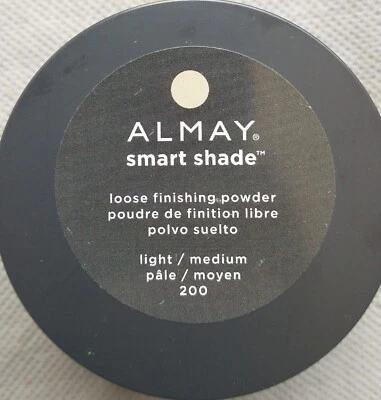 ALMAY®
smart shade™
loose finishing powder
poudre de finition libre
polvo suelto
light / medium
pâle / moyen
200